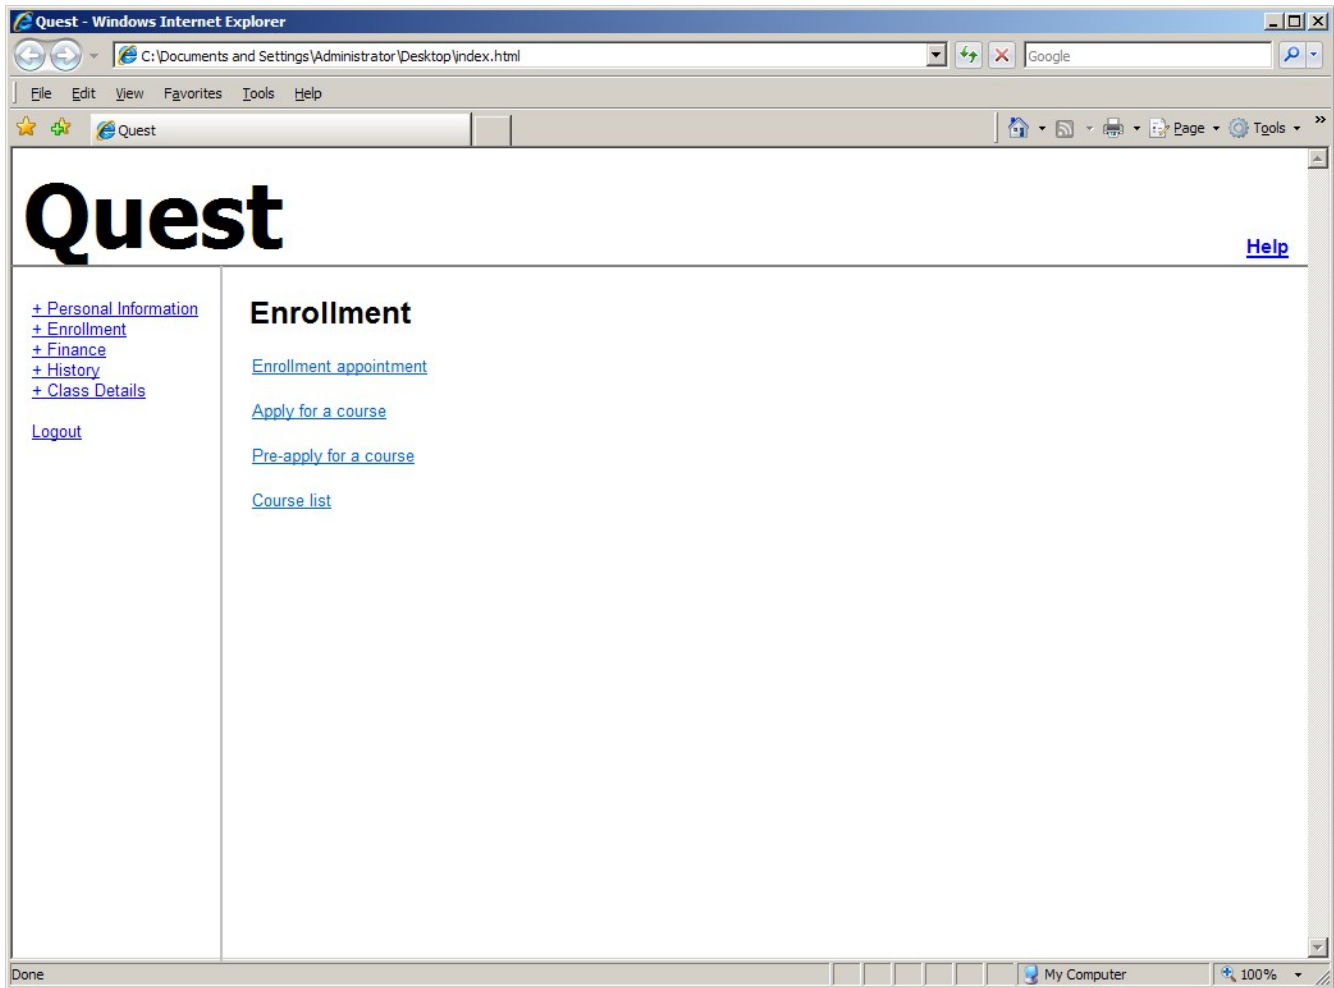 Quest - Windows Internet Explorer
C:\Documents and Settings\Administrator\Desktop\index.html
Google
File Edit View Favorites Tools Help
Quest
Page Tools »
Quest
Help
+ Personal Information
+ Enrollment
+ Finance
+ History
+ Class Details
Logout
Enrollment
Enrollment appointment
Apply for a course
Pre-apply for a course
Course list
Done
My Computer
100%